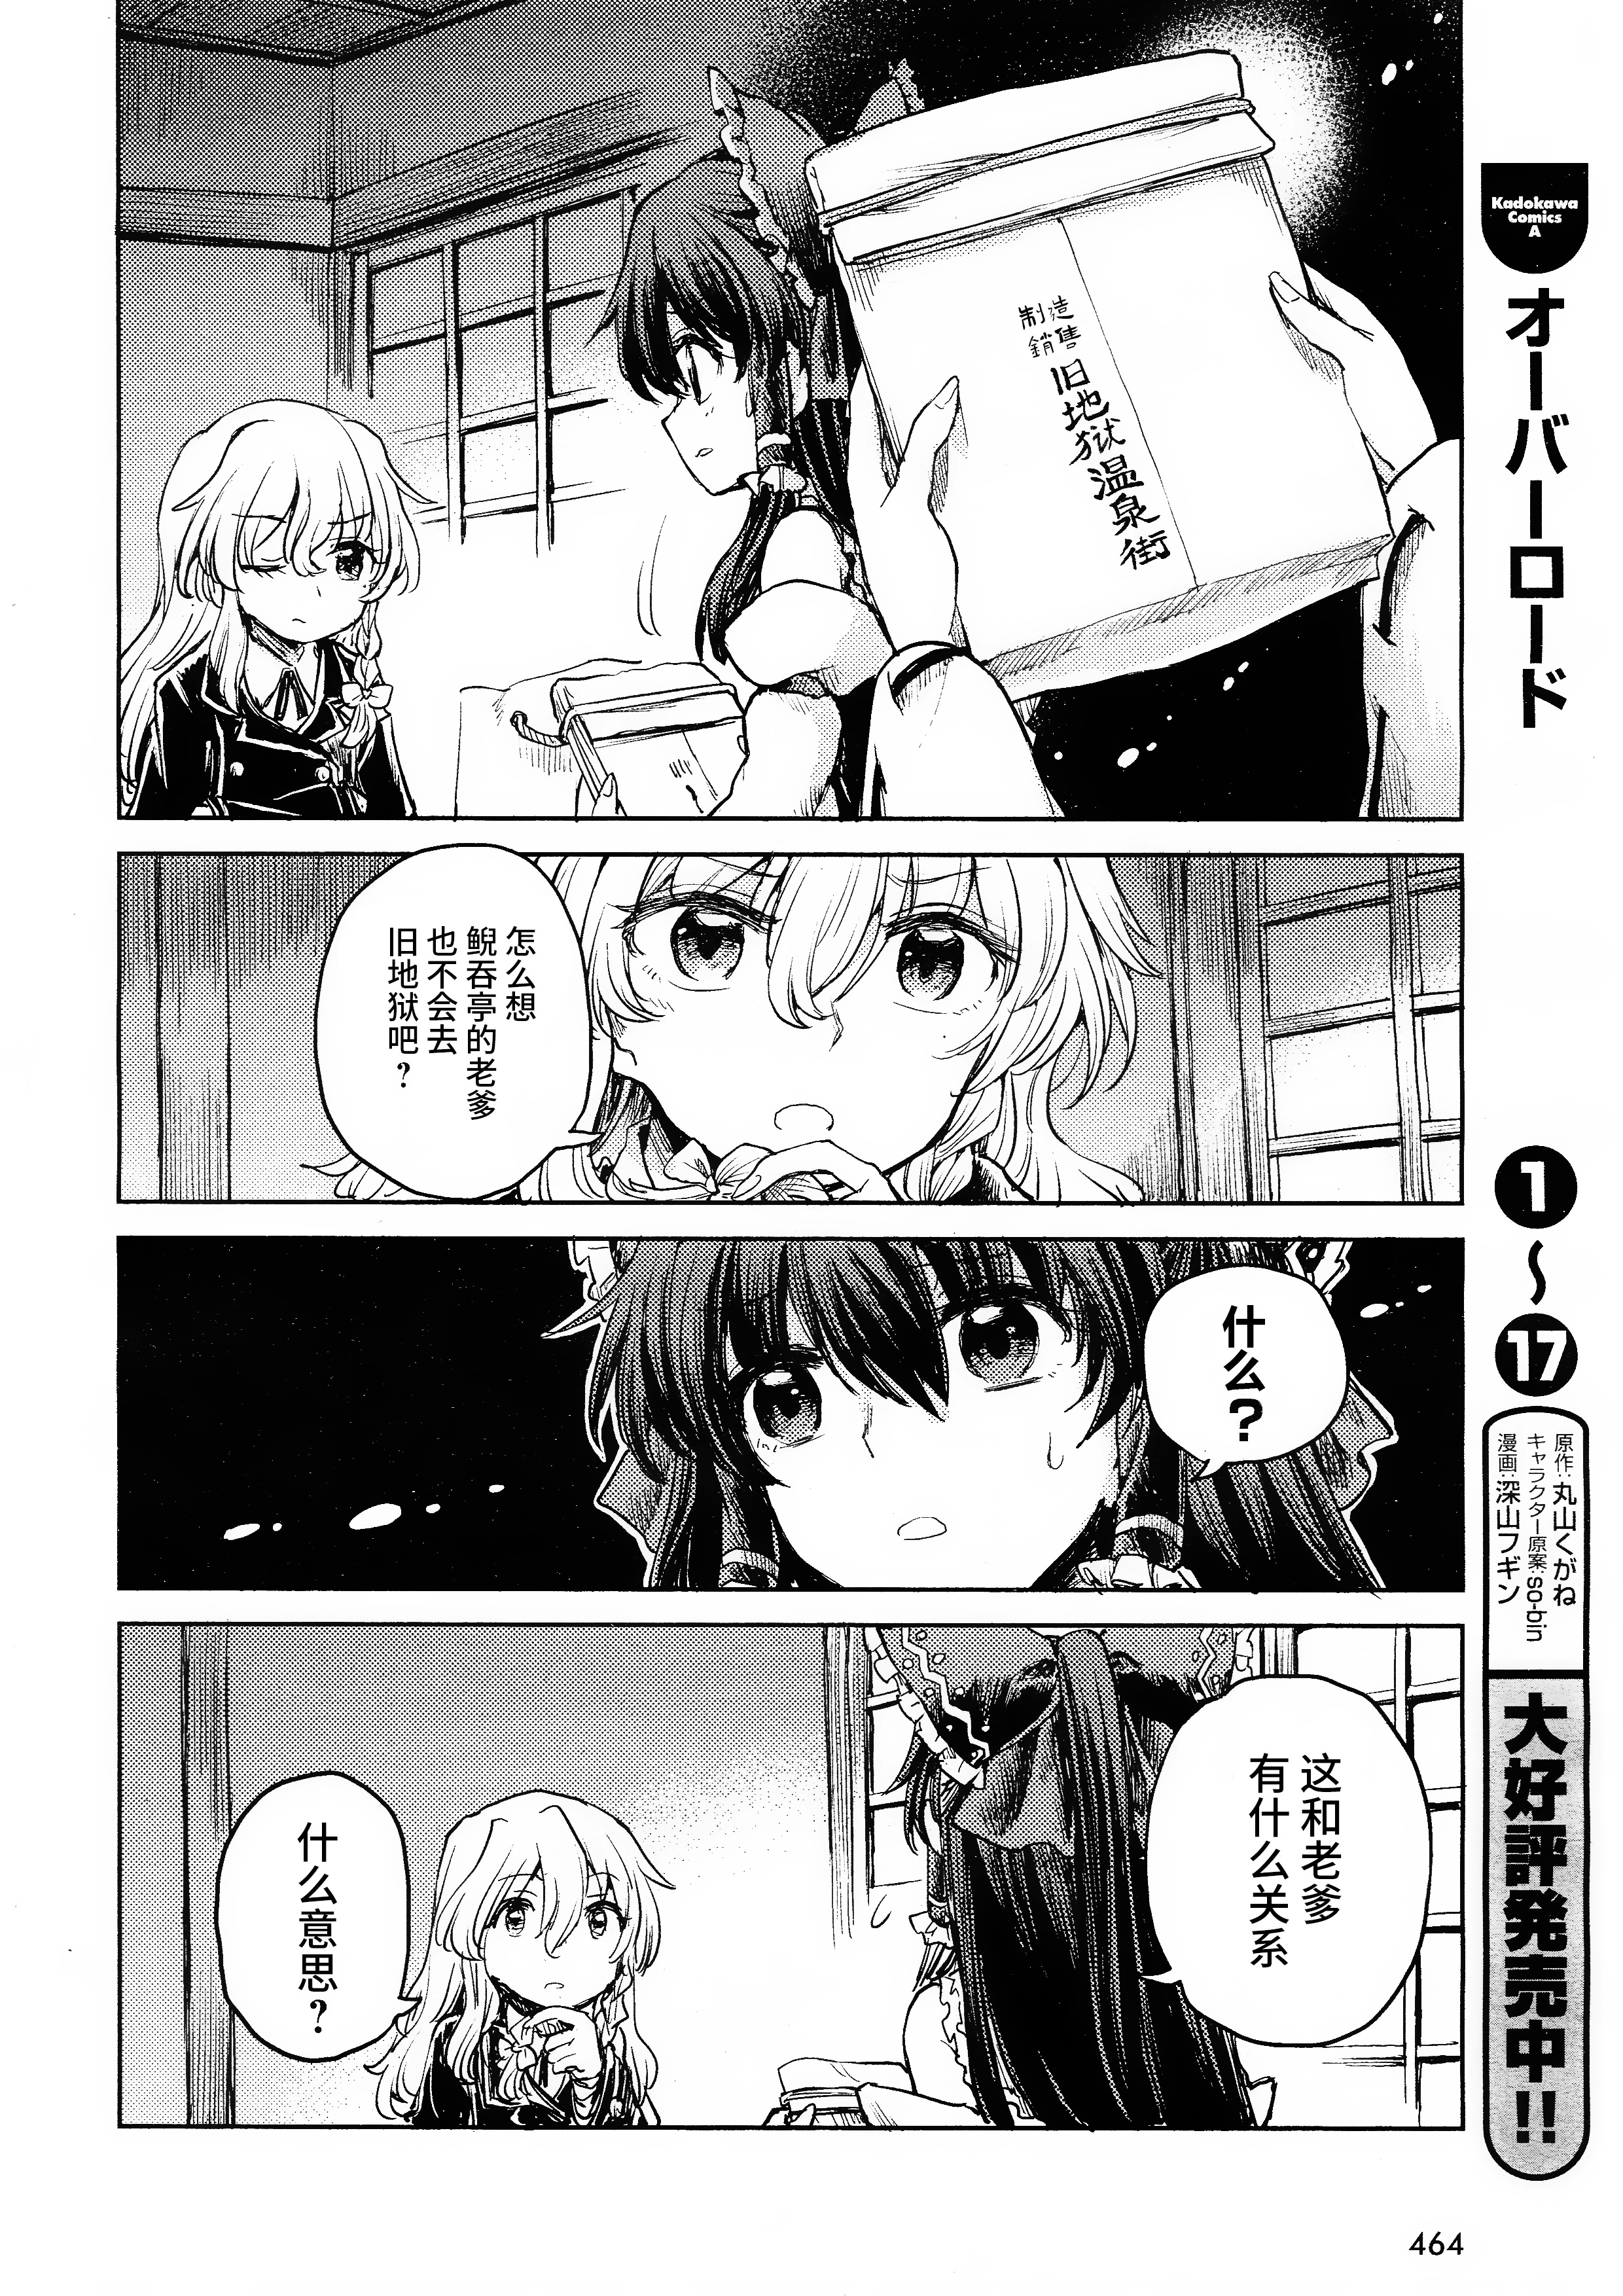 制造
銷售
旧地獄温泉街
怎么想
鲵吞亭的老爹
也不会去
旧地狱吧？
什么？
这和老爹
有什么关系
什么意思？
Kadokawa
Comics
A
オーバーロード
1～17
原作：丸山くがね
キャラクター原案：so-bin
漫画：深山フギン
大好評発売中!!
464